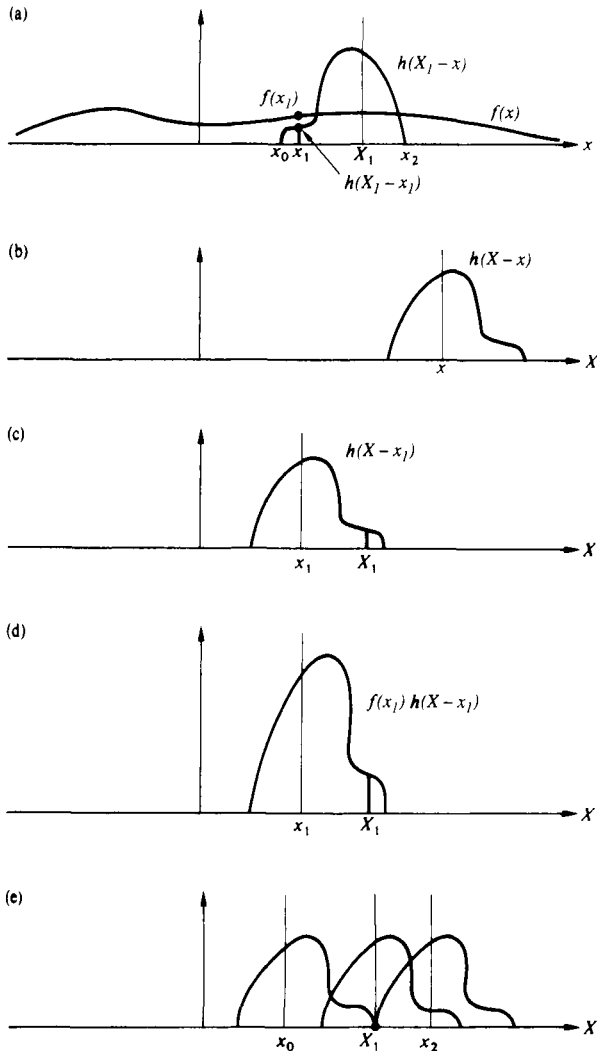 (a)
h(X₁ – x)
f(x₁)
f(x)
x₀ x₁ X₁ x₂ x
h(X₁ – x₁)
(b)
h(X – x)
x X
(c)
h(X – x₁)
x₁ X₁ X
(d)
f(x₁) h(X – x₁)
x₁ X₁ X
(e)
x₀ X₁ x₂ X